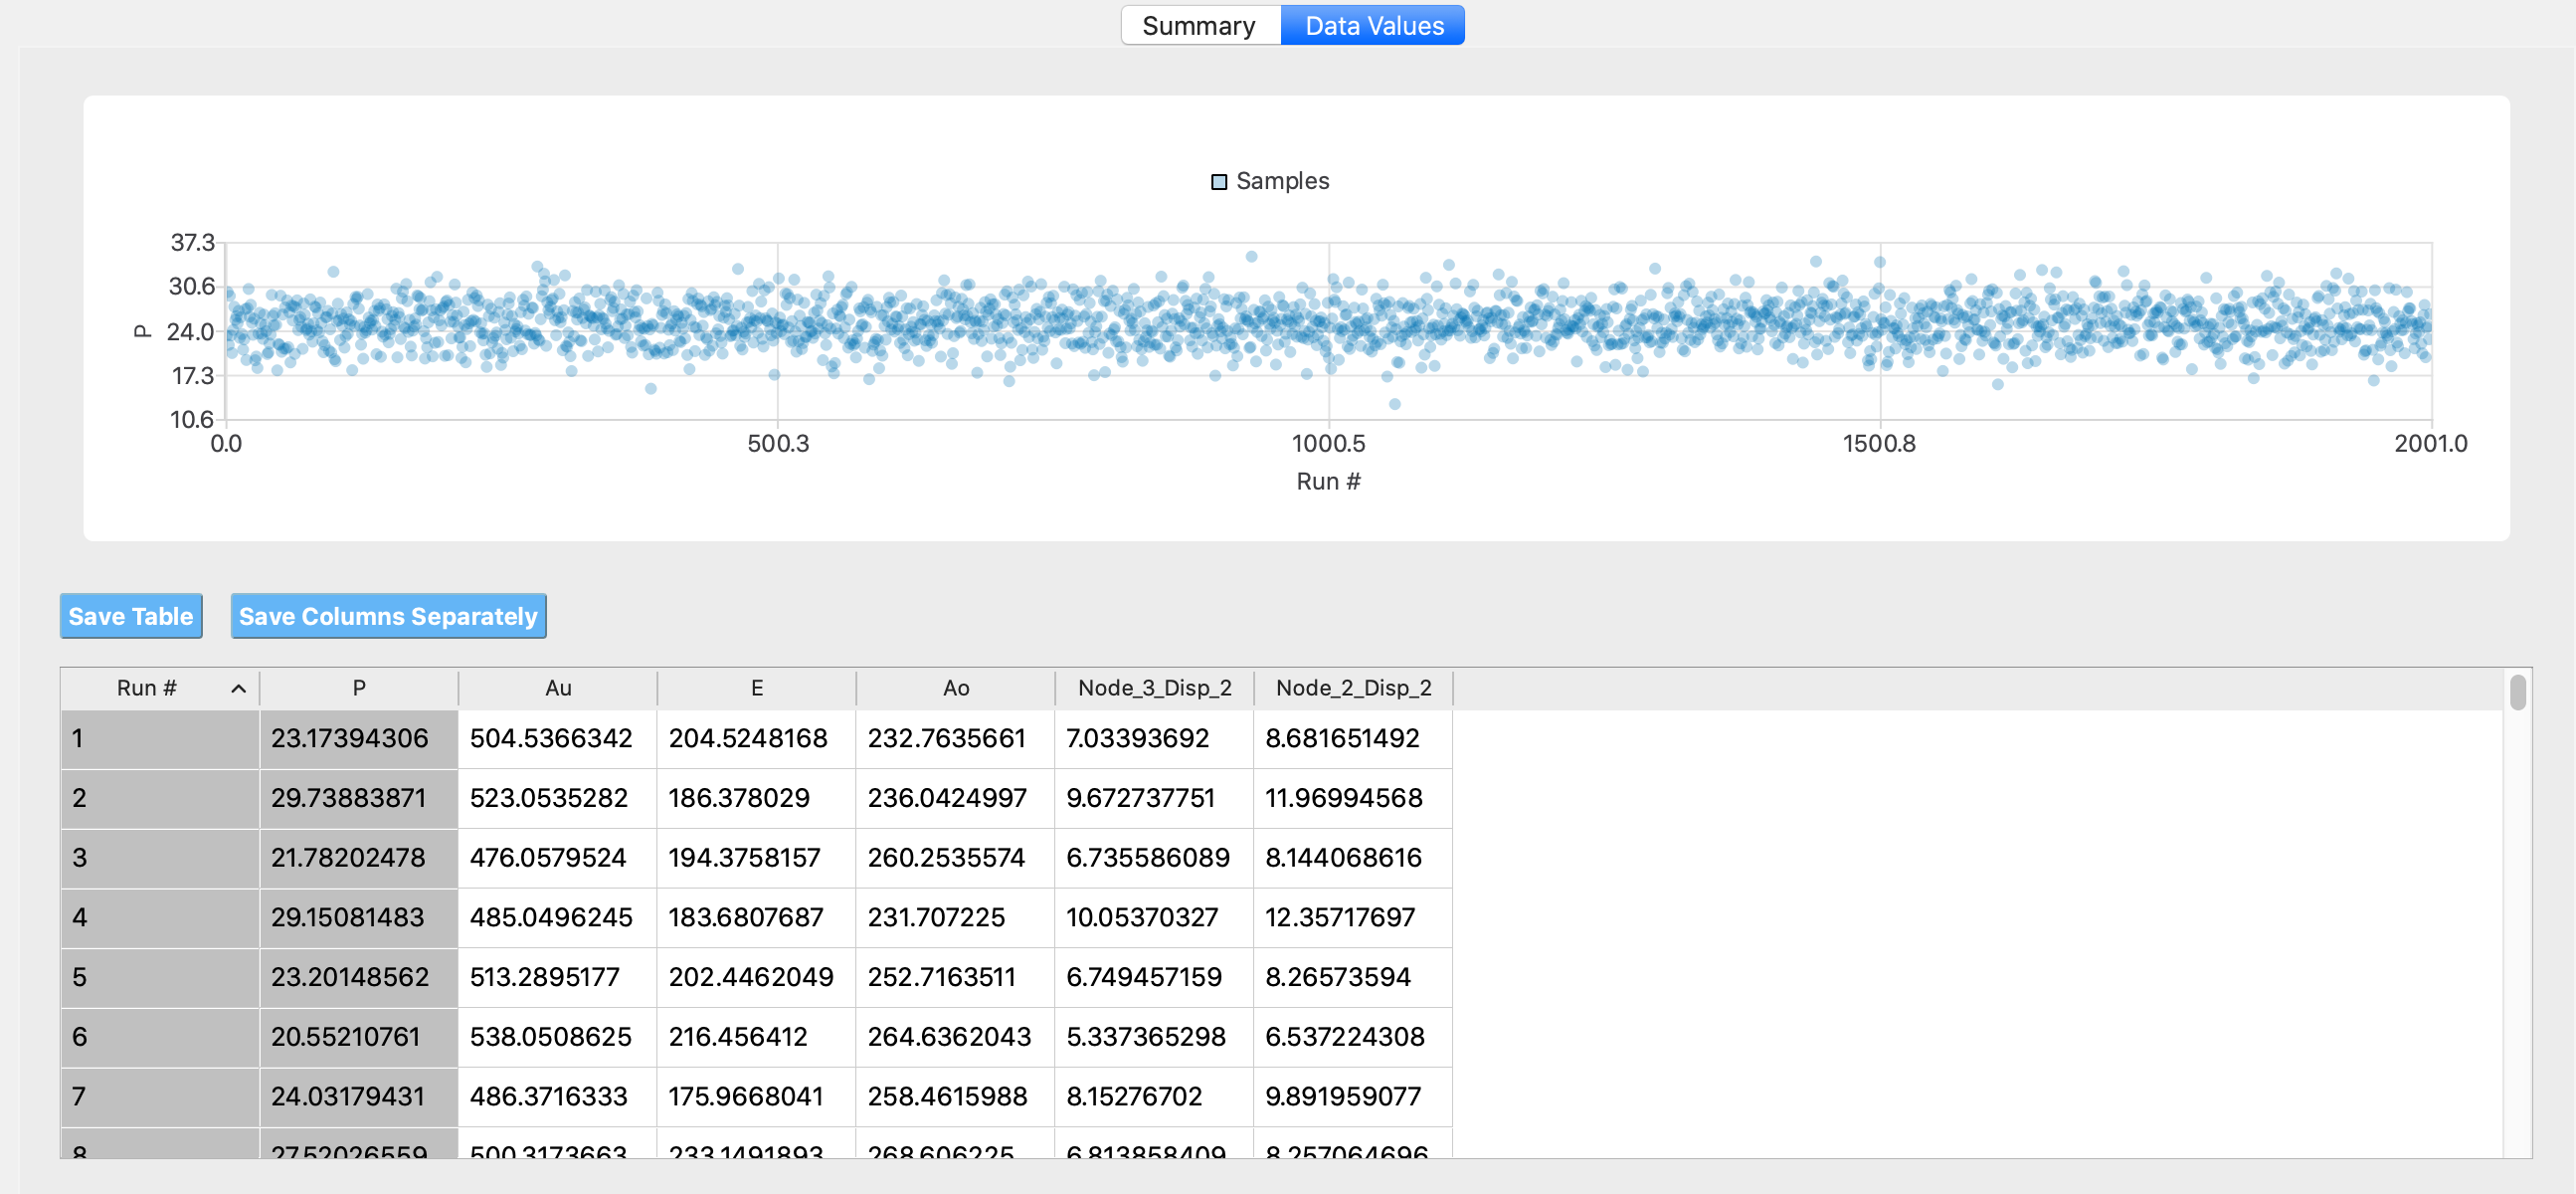 Summary Data Values
Samples
37.3
30.6
24.0
17.3
10.6
P
0.0 500.3 1000.5 1500.8 2001.0
Run #
Save Table Save Columns Separately
Run # P Au E Ao Node_3_Disp_2 Node_2_Disp_2
1 23.17394306 504.5366342 204.5248168 232.7635661 7.03393692 8.681651492
2 29.73883871 523.0535282 186.378029 236.0424997 9.672737751 11.96994568
3 21.78202478 476.0579524 194.3758157 260.2535574 6.735586089 8.144068616
4 29.15081483 485.0496245 183.6807687 231.707225 10.05370327 12.35717697
5 23.20148562 513.2895177 202.4462049 252.7163511 6.749457159 8.26573594
6 20.55210761 538.0508625 216.456412 264.6362043 5.337365298 6.537224308
7 24.03179431 486.3716333 175.9668041 258.4615988 8.15276702 9.891959077
8 27.52026559 500.3173663 233.1491893 268.606225 6.813858409 8.257064696